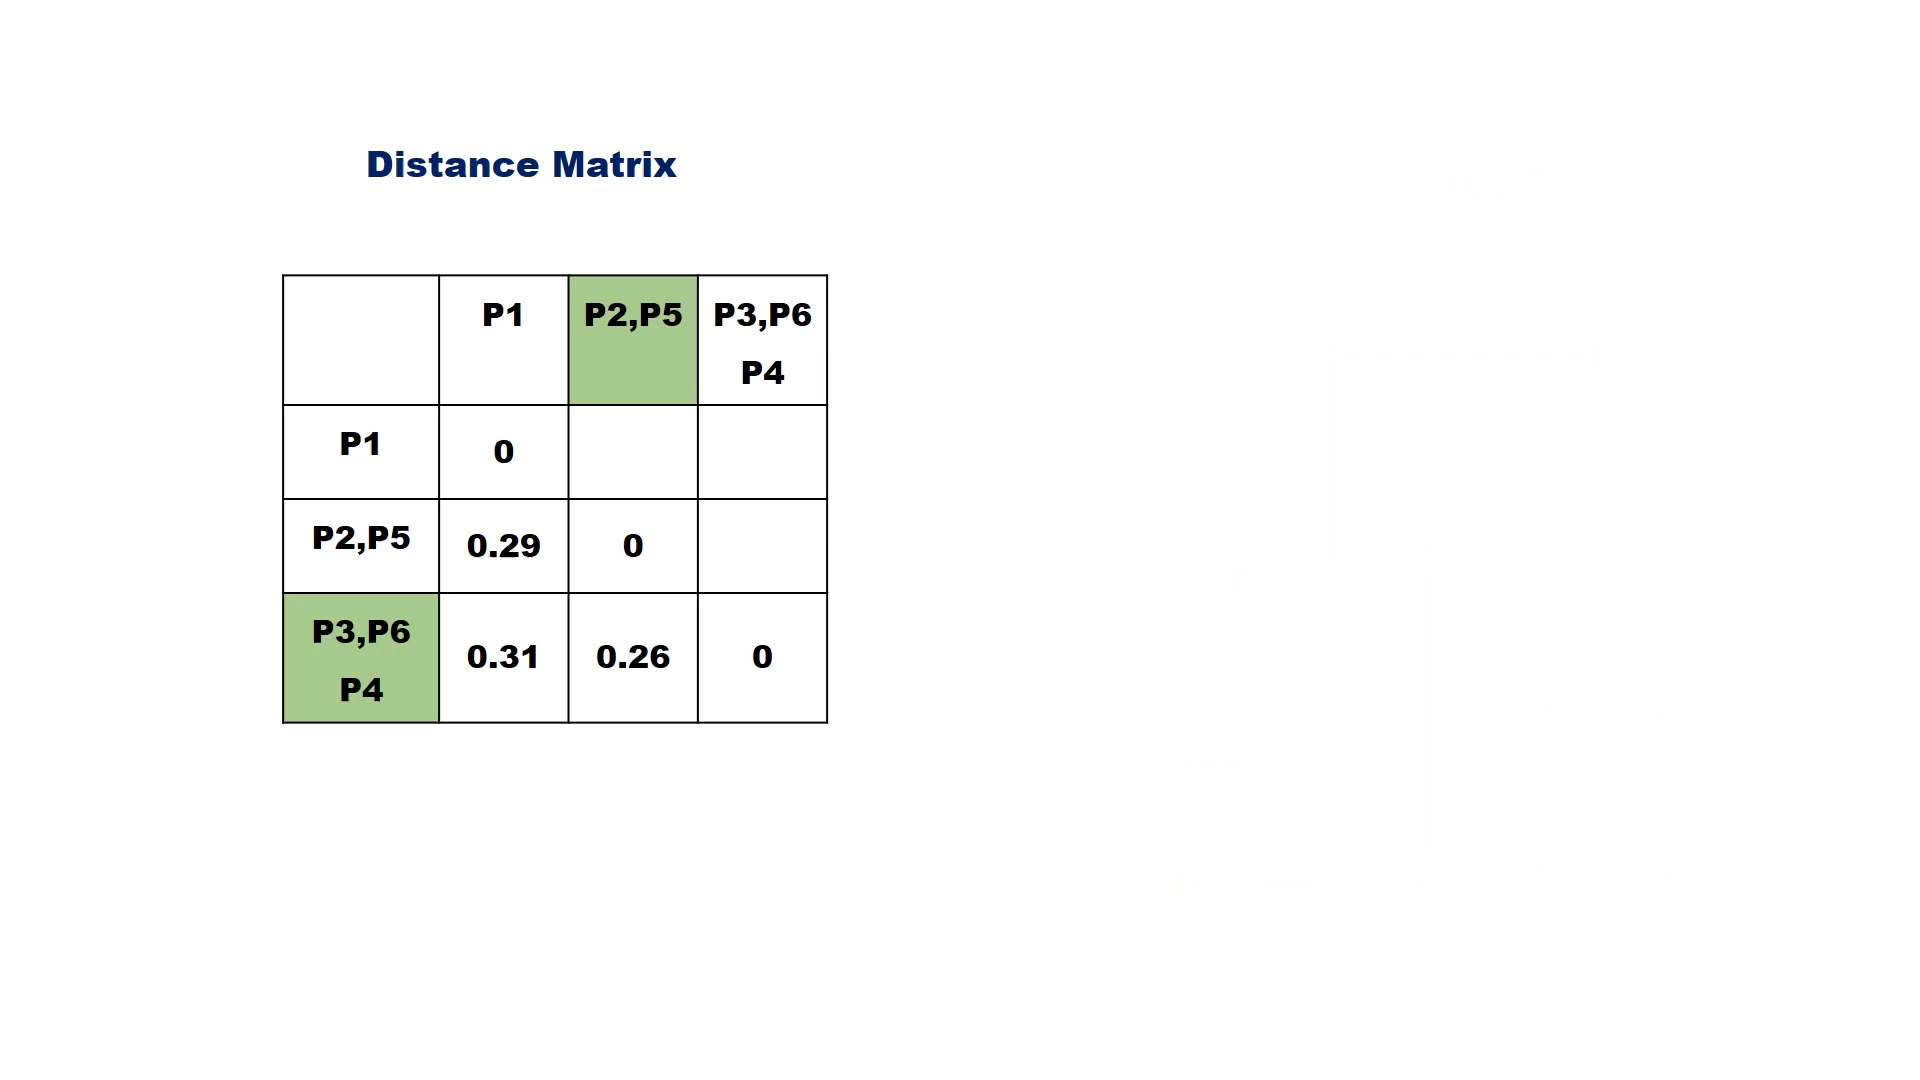 Distance Matrix
P1 P2,P5 P3,P6
P4
P1 0
P2,P5 0.29 0
P3,P6
P4 0.31 0.26 0